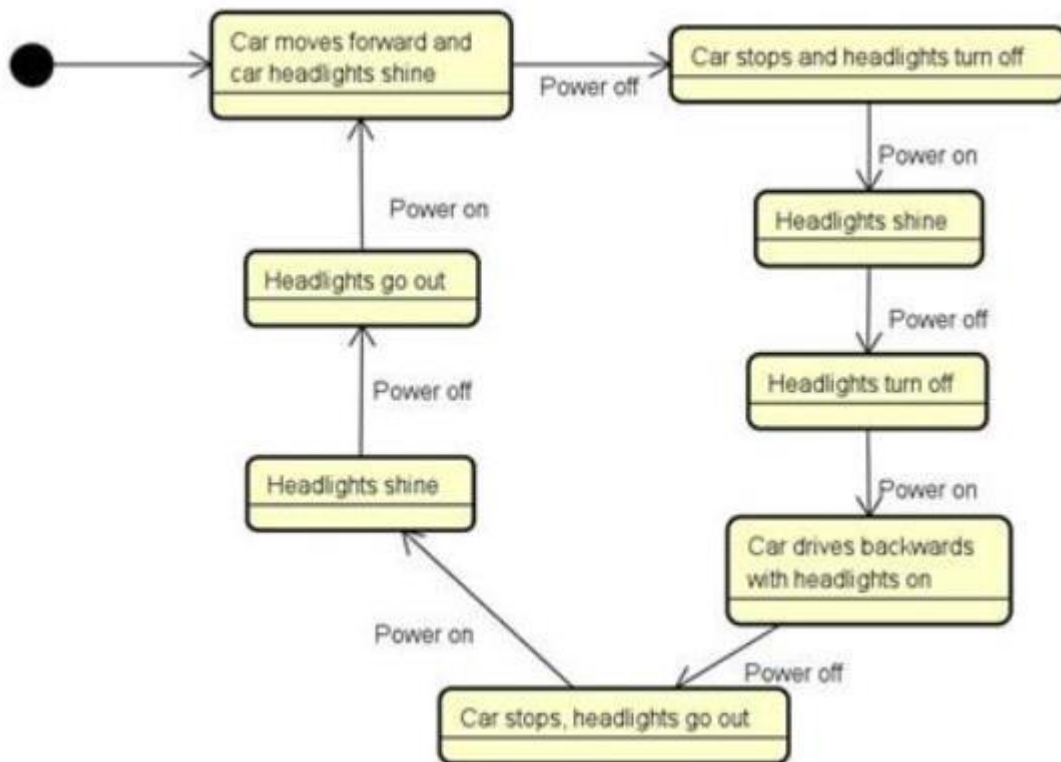 Car moves forward and
car headlights shine
Power off
Car stops and headlights turn off
Power on
Headlights shine
Power off
Headlights turn off
Power on
Car drives backwards
with headlights on
Power off
Car stops, headlights go out
Power on
Headlights shine
Power off
Headlights go out
Power on